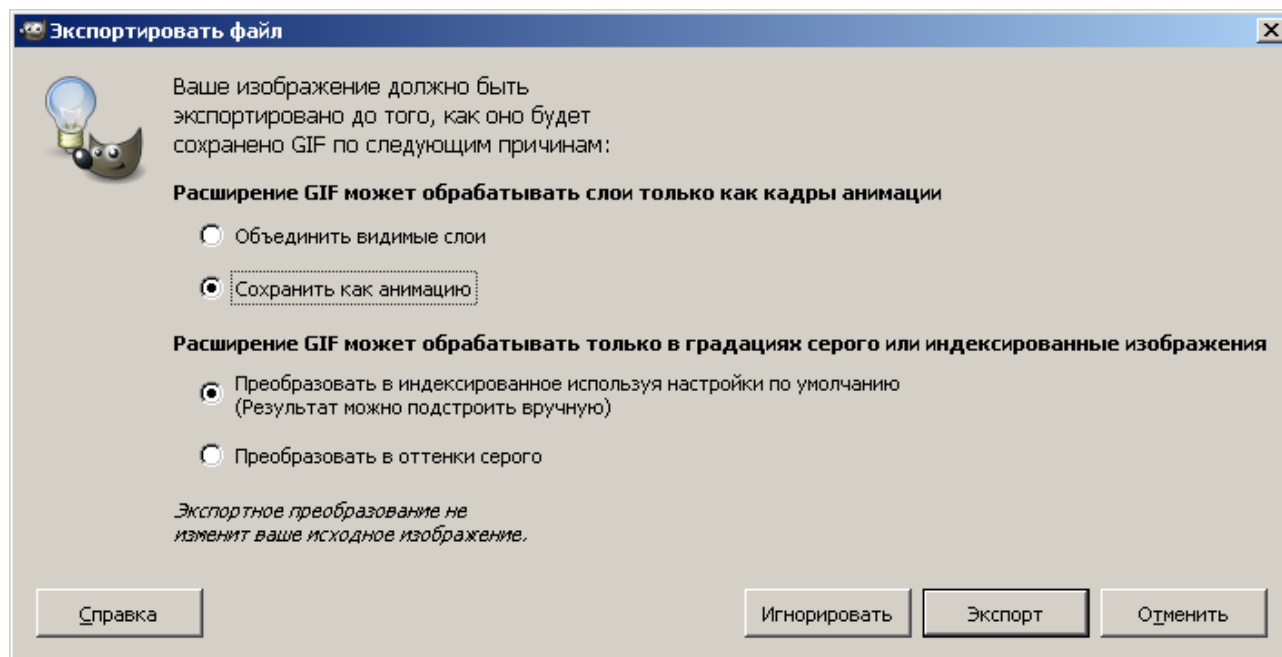 Экспортировать файл
Ваше изображение должно быть
экспортировано до того, как оно будет
сохранено GIF по следующим причинам:
Расширение GIF может обрабатывать слои только как кадры анимации
Объединить видимые слои
Сохранить как анимацию
Расширение GIF может обрабатывать только в градациях серого или индексированные изображения
Преобразовать в индексированное используя настройки по умолчанию
(Результат можно подстроить вручную)
Преобразовать в оттенки серого
Экспортное преобразование не
изменит ваше исходное изображение.
Справка
Игнорировать
Экспорт
Отменить